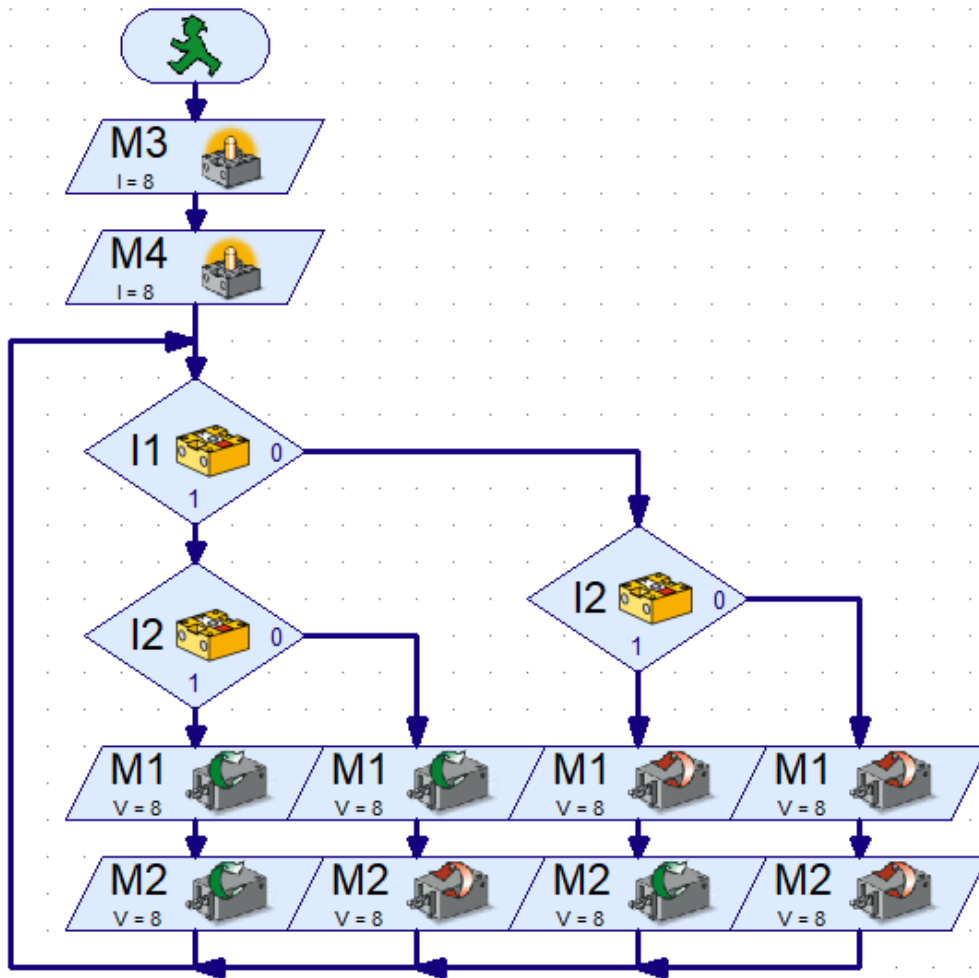 M3
I = 8
M4
I = 8
I1
0
1
I2
0
1
I2
0
1
M1
V = 8
M1
V = 8
M1
V = 8
M1
V = 8
M2
V = 8
M2
V = 8
M2
V = 8
M2
V = 8